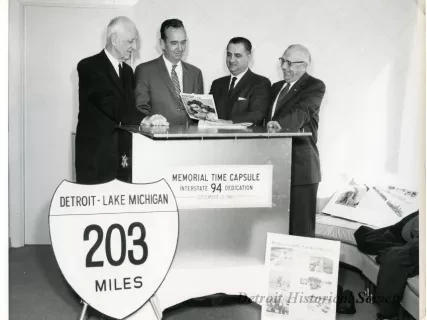 MEMORIAL TIME CAPSULE
INTERSTATE 94 DEDICATION
DETROIT - LAKE MICHIGAN
203
MILES
Detroit Historical Society